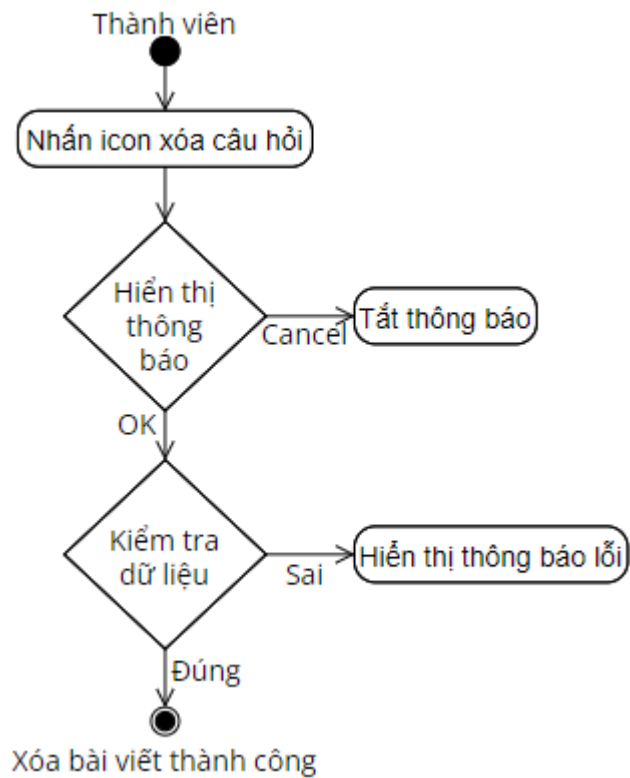 Thành viên
Nhấn icon xóa câu hỏi
Hiển thị
thông
báo
Cancel
Tắt thông báo
OK
Kiểm tra
dữ liệu
Sai
Hiển thị thông báo lỗi
Đúng
Xóa bài viết thành công